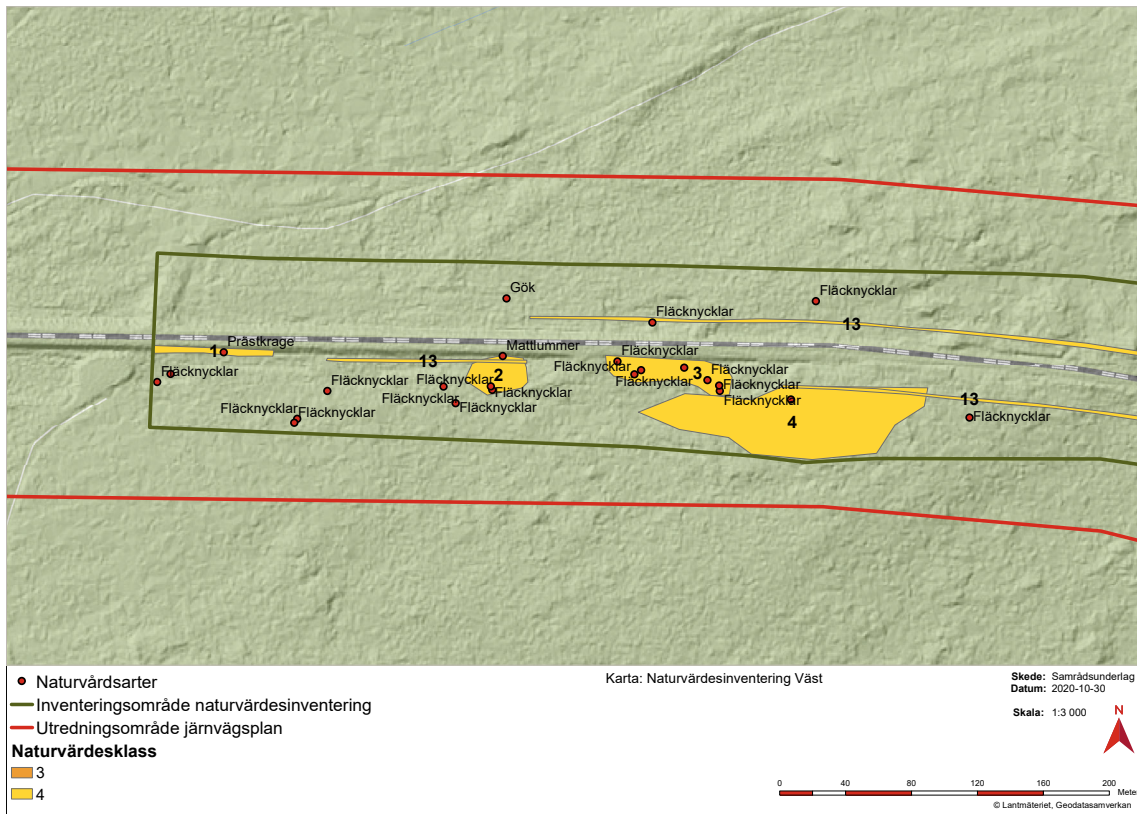 Gök
Fläcknycklar
Fläcknycklar
13
Prästkrage
1
Mattlummer
Fläcknycklar
13
Fläcknycklar
3
Fläcknycklar
2
Fläcknycklar
Fläcknycklar
Fläcknycklar
Fläcknycklar
Fläcknycklar
Fläcknycklar
Fläcknycklar
Fläcknycklar
Fläcknycklar
13
Fläcknycklar
Fläcknycklar
Fläcknycklar
4
Fläcknycklar
Naturvårdsarter
Inventeringsområde naturvärdesinventering
Utredningsområde järnvägsplan
Naturvärdesklass
3
4
Karta: Naturvärdesinventering Väst
Skede: Samrådsunderlag
Datum: 2020-10-30
Skala: 1:3 000
N
0 40 80 120 160 200
Mete
© Lantmäteriet, Geodatasamverkan